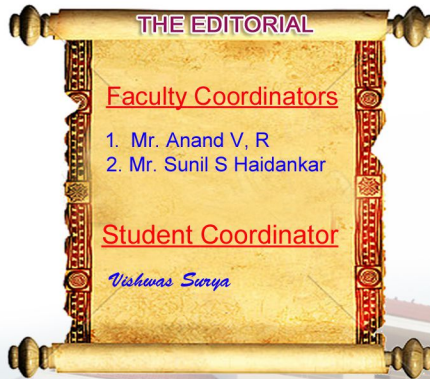 THE EDITORIAL
Faculty Coordinators
1. Mr. Anand V, R
2. Mr. Sunil S Haidankar
Student Coordinator
Vishwas Surya